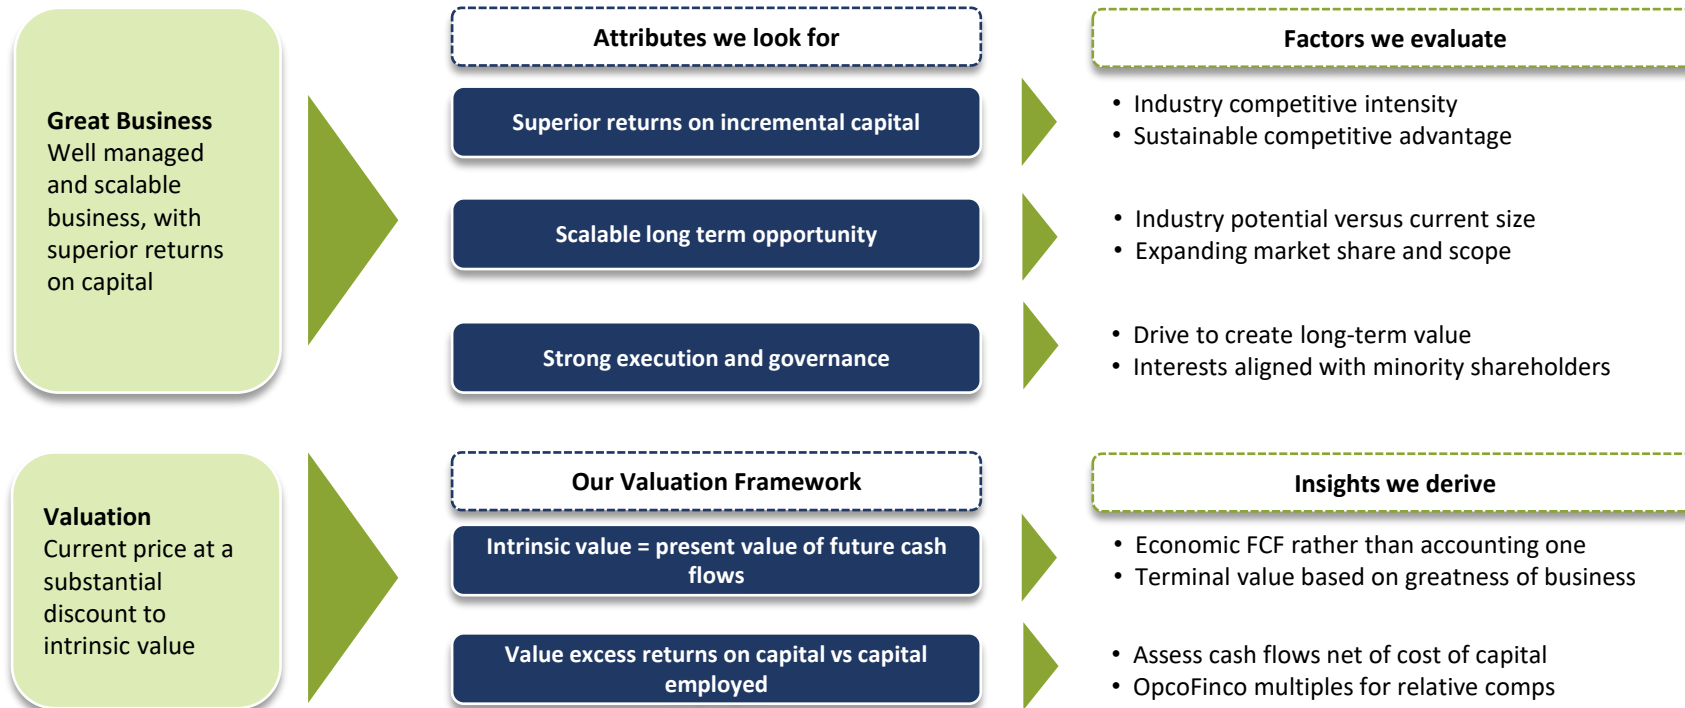 Great Business
Well managed
and scalable
business, with
superior returns
on capital
Attributes we look for
Superior returns on incremental capital
Scalable long term opportunity
Strong execution and governance
Factors we evaluate
• Industry competitive intensity
• Sustainable competitive advantage
• Industry potential versus current size
• Expanding market share and scope
• Drive to create long-term value
• Interests aligned with minority shareholders
Valuation
Current price at a
substantial
discount to
intrinsic value
Our Valuation Framework
Intrinsic value = present value of future cash
flows
Value excess returns on capital vs capital
employed
Insights we derive
• Economic FCF rather than accounting one
• Terminal value based on greatness of business
• Assess cash flows net of cost of capital
• OpcoFinco multiples for relative comps